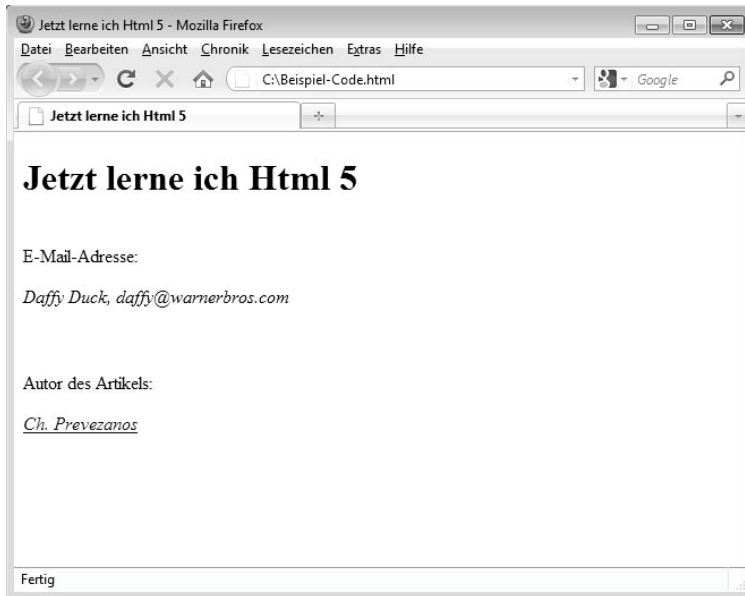 Jetzt lerne ich Html 5 - Mozilla Firefox
Datei Bearbeiten Ansicht Chronik Lesezeichen Extras Hilfe
C:\Beispiel-Code.html Google
Jetzt lerne ich Html 5
Jetzt lerne ich Html 5
E-Mail-Adresse:
Daffy Duck, daffy@warnerbros.com
Autor des Artikels:
Ch. Prevezanos
Fertig